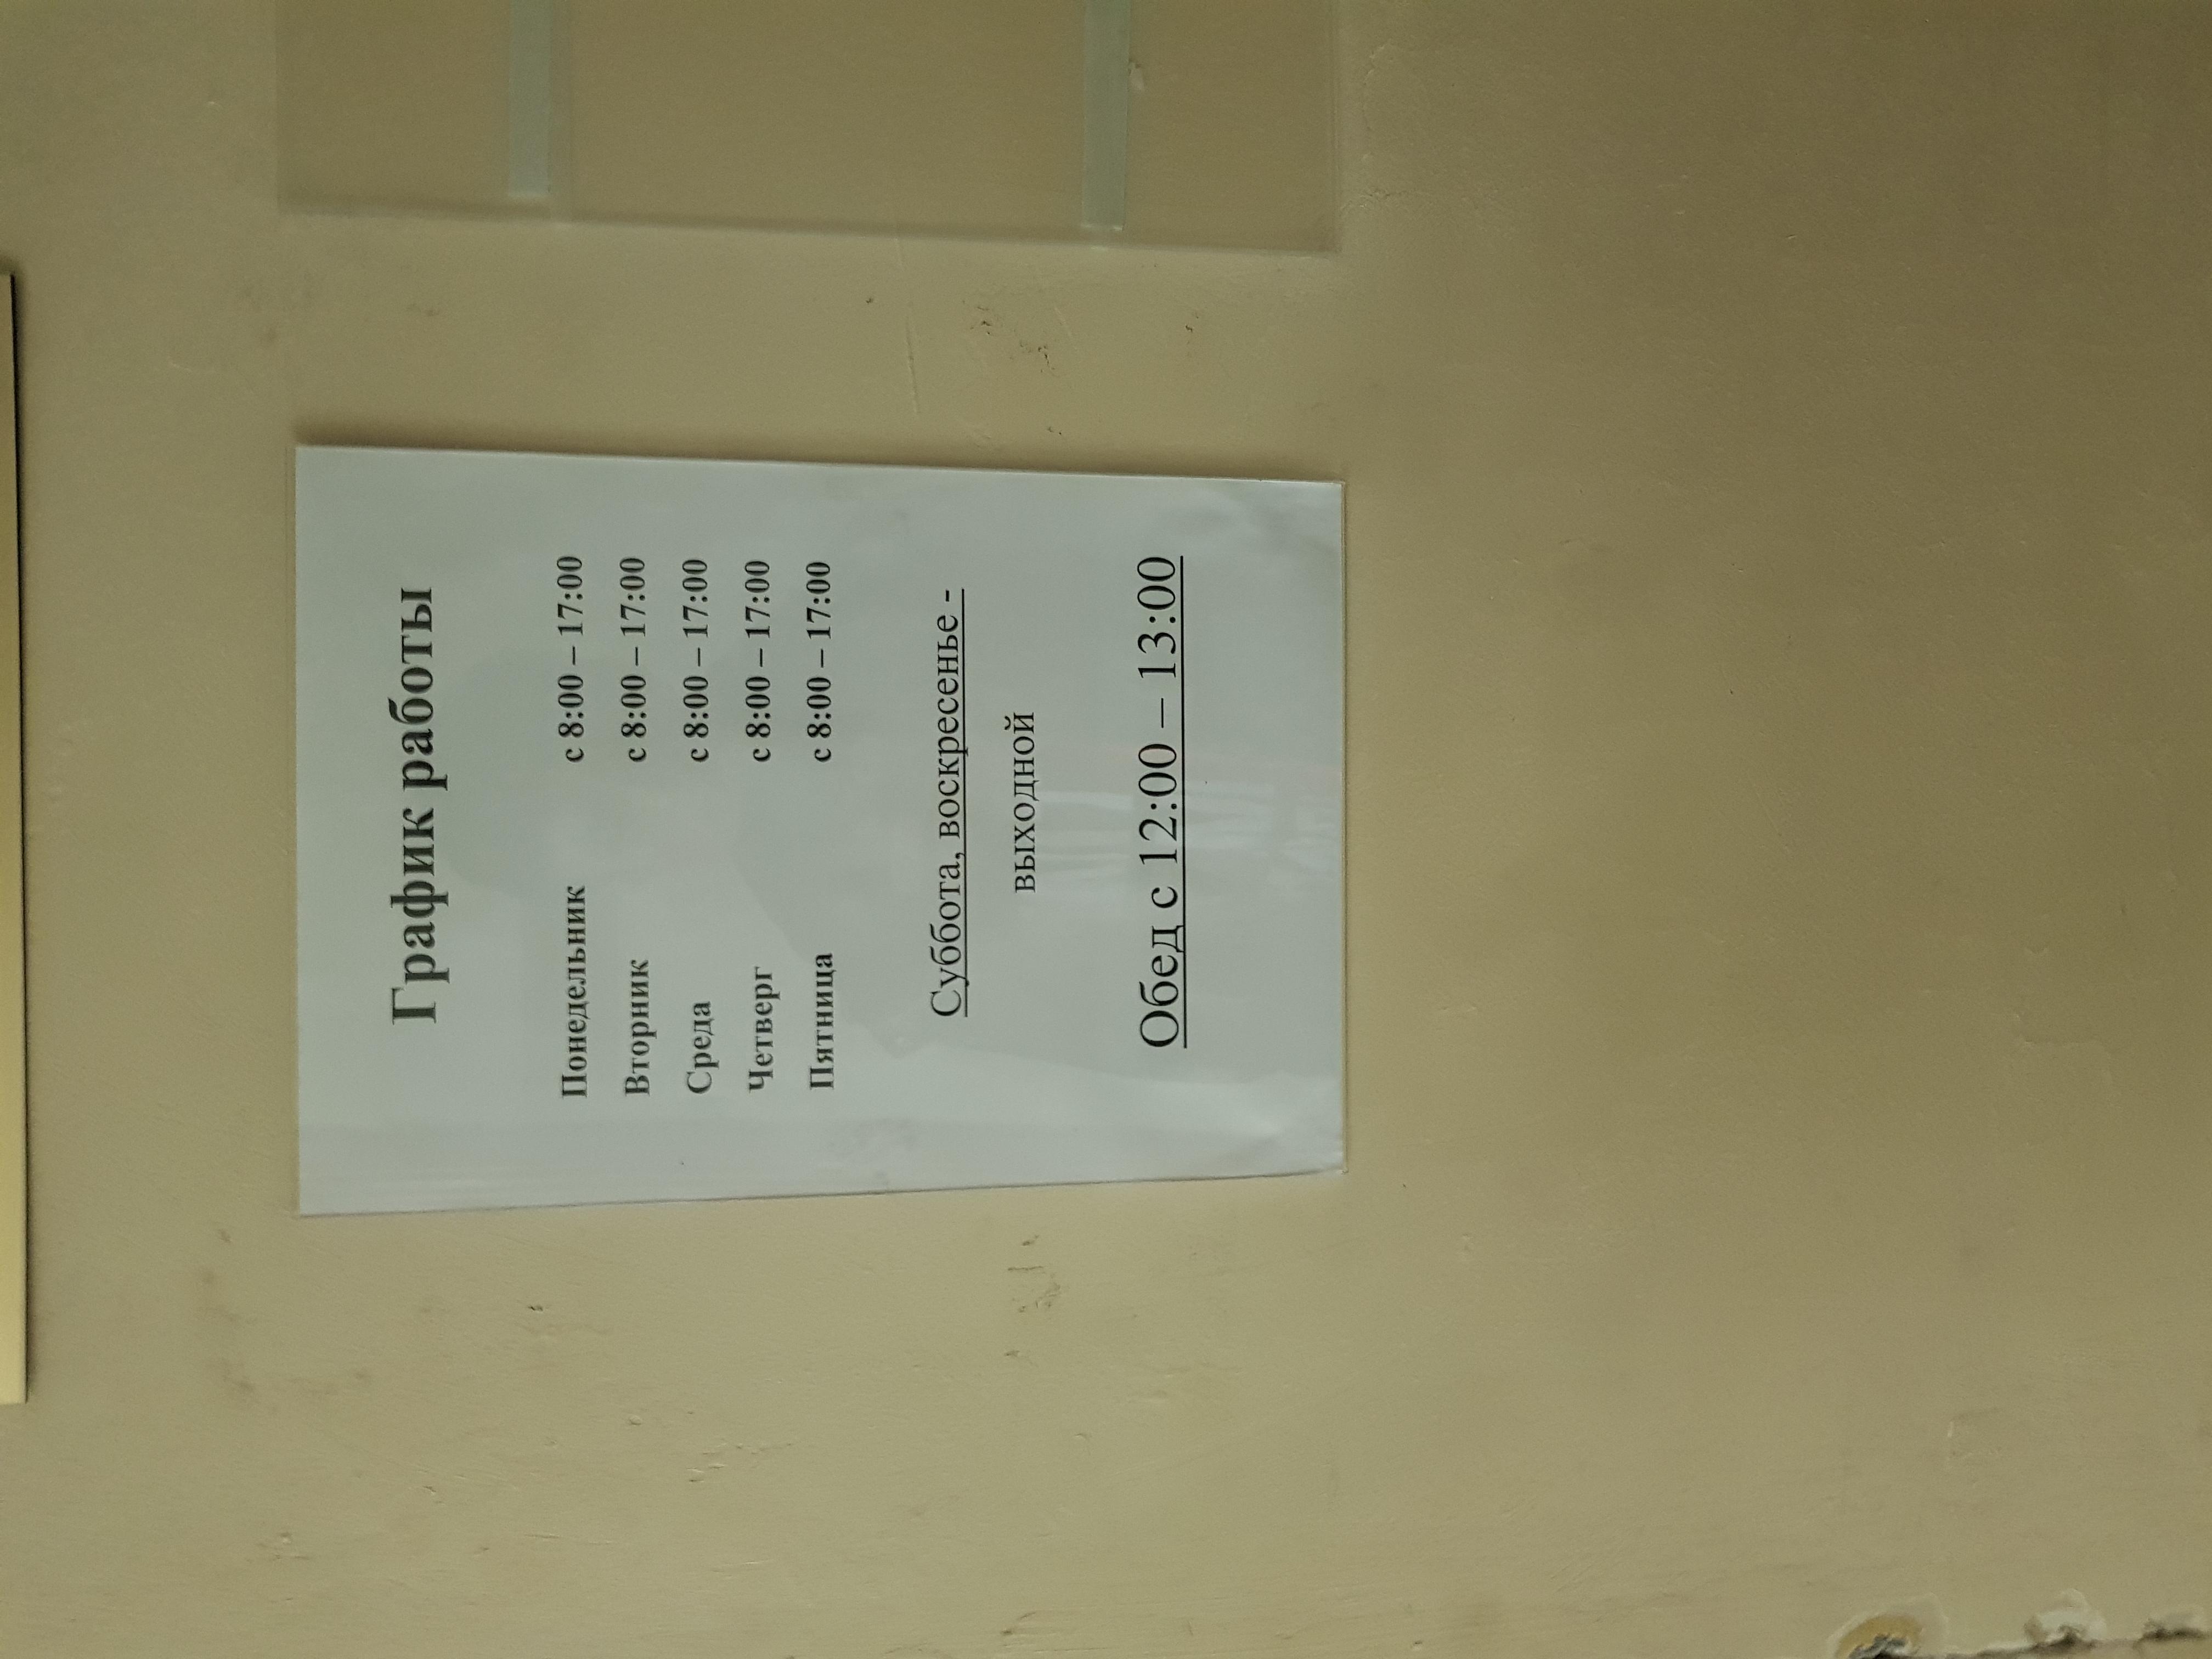 График работы
Понедельник с 8:00 – 17:00
Вторник с 8:00 – 17:00
Среда с 8:00 – 17:00
Четверг с 8:00 – 17:00
Пятница с 8:00 – 17:00
Суббота, воскресенье -
выходной
Обед с 12:00 – 13:00